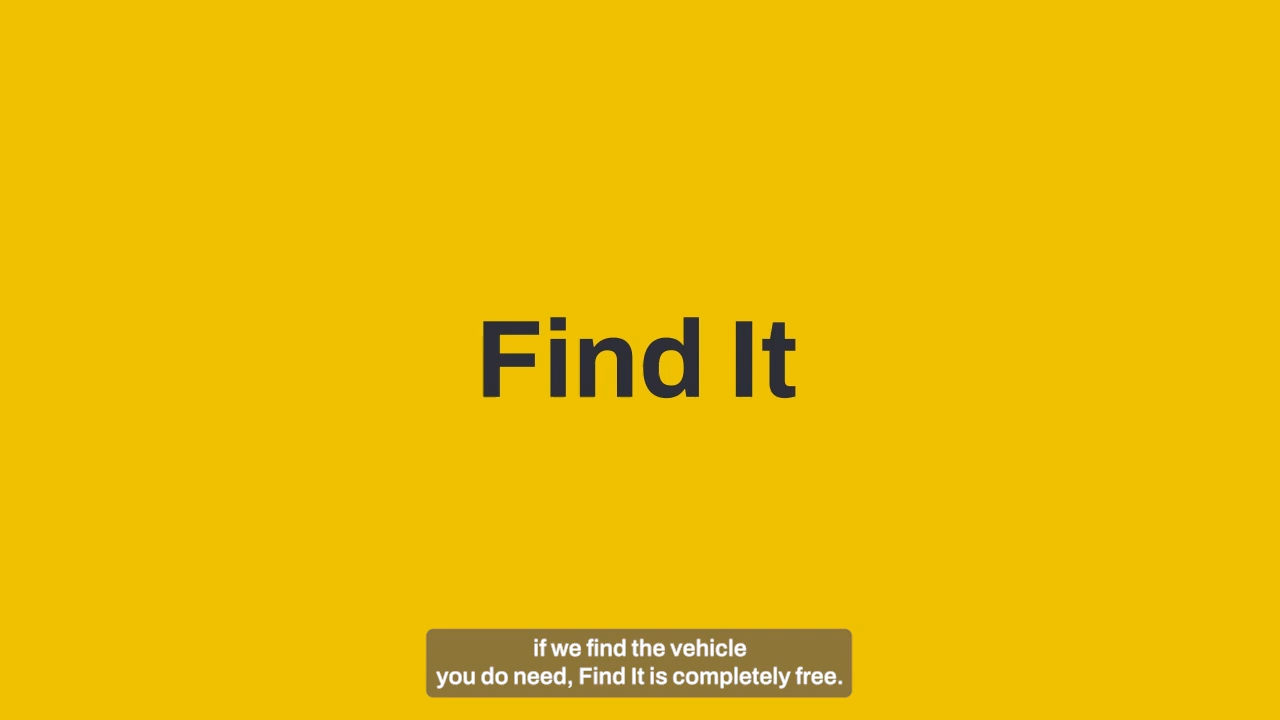 Find It
if we find the vehicle
you do need, Find It is completely free.